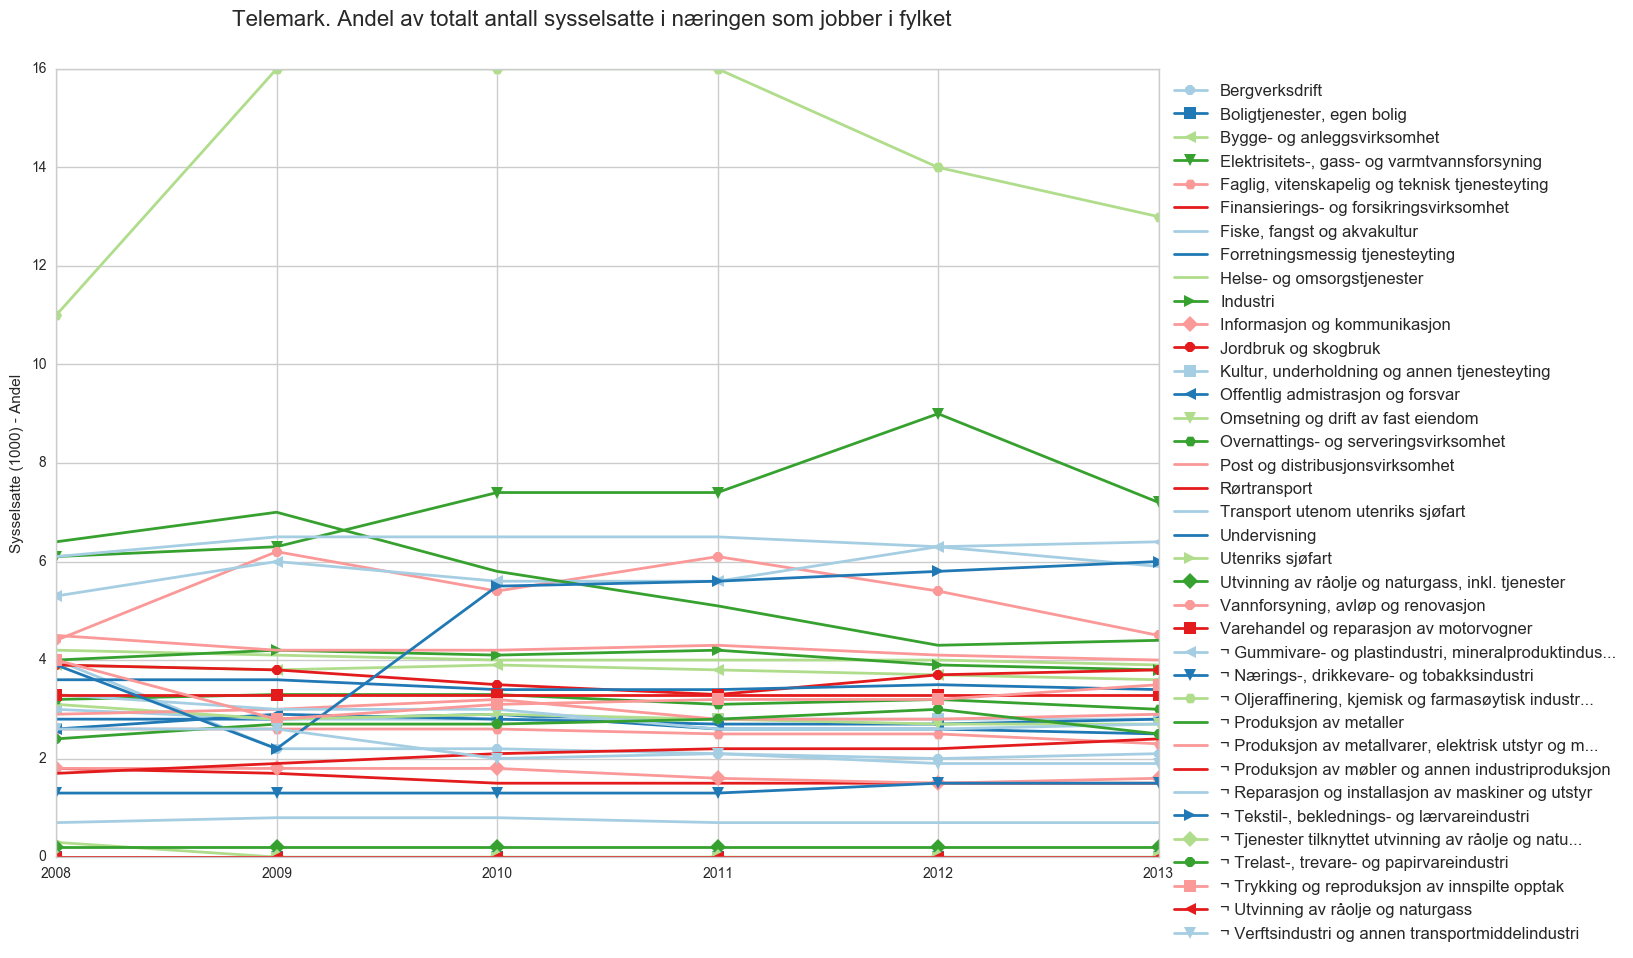 Telemark. Andel av totalt antall sysselsatte i næringen som jobber i fylket
Sysselsatte (1000) - Andel
16
14
12
10
8
6
4
2
0
2008 2009 2010 2011 2012 2013
Bergverksdrift
Boligtjenester, egen bolig
Bygge- og anleggsvirksomhet
Elektrisitets-, gass- og varmtvannsforsyning
Faglig, vitenskapelig og teknisk tjenesteyting
Finansierings- og forsikringsvirksomhet
Fiske, fangst og akvakultur
Forretningsmessig tjenesteyting
Helse- og omsorgstjenester
Industri
Informasjon og kommunikasjon
Jordbruk og skogbruk
Kultur, underholdning og annen tjenesteyting
Offentlig admistrasjon og forsvar
Omsetning og drift av fast eiendom
Overnattings- og serveringsvirksomhet
Post og distribusjonsvirksomhet
Rørtransport
Transport utenom utenriks sjøfart
Undervisning
Utenriks sjøfart
Utvinning av råolje og naturgass, inkl. tjenester
Vannforsyning, avløp og renovasjon
Varehandel og reparasjon av motorvogner
¬ Gummivare- og plastindustri, mineralproduktindus...
¬ Nærings-, drikkevare- og tobakksindustri
¬ Oljeraffinering, kjemisk og farmasøytisk industr...
¬ Produksjon av metaller
¬ Produksjon av metallvarer, elektrisk utstyr og m...
¬ Produksjon av møbler og annen industriproduksjon
¬ Reparasjon og installasjon av maskiner og utstyr
¬ Tekstil-, beklednings- og lærvareindustri
¬ Tjenester tilknyttet utvinning av råolje og natu...
¬ Trelast-, trevare- og papirvareindustri
¬ Trykking og reproduksjon av innspilte opptak
¬ Utvinning av råolje og naturgass
¬ Verftsindustri og annen transportmiddelindustri